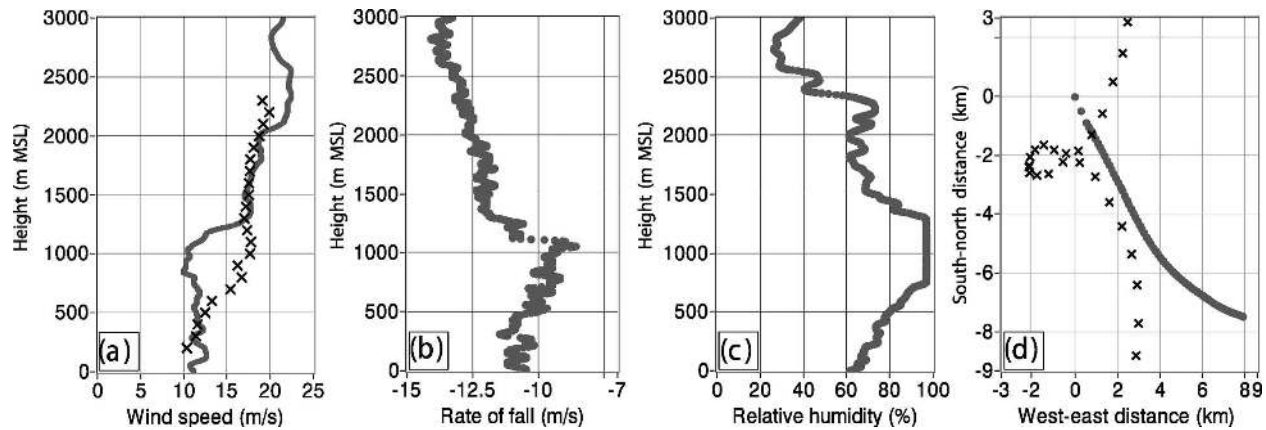 3000
2500
2000
1500
1000
500
0
Height (m MSL)
(a)
0 5 10 15 20 25
Wind speed (m/s)
3000
2500
2000
1500
1000
500
0
Height (m MSL)
(b)
-15 -12.5 -10 -7
Rate of fall (m/s)
3000
2500
2000
1500
1000
500
0
Height (m MSL)
(c)
0 20 40 60 80 100
Relative humidity (%)
3
0
-2
-4
-6
-8
-9
South-north distance (km)
(d)
-3 -2 0 2 4 6 8 9
West-east distance (km)